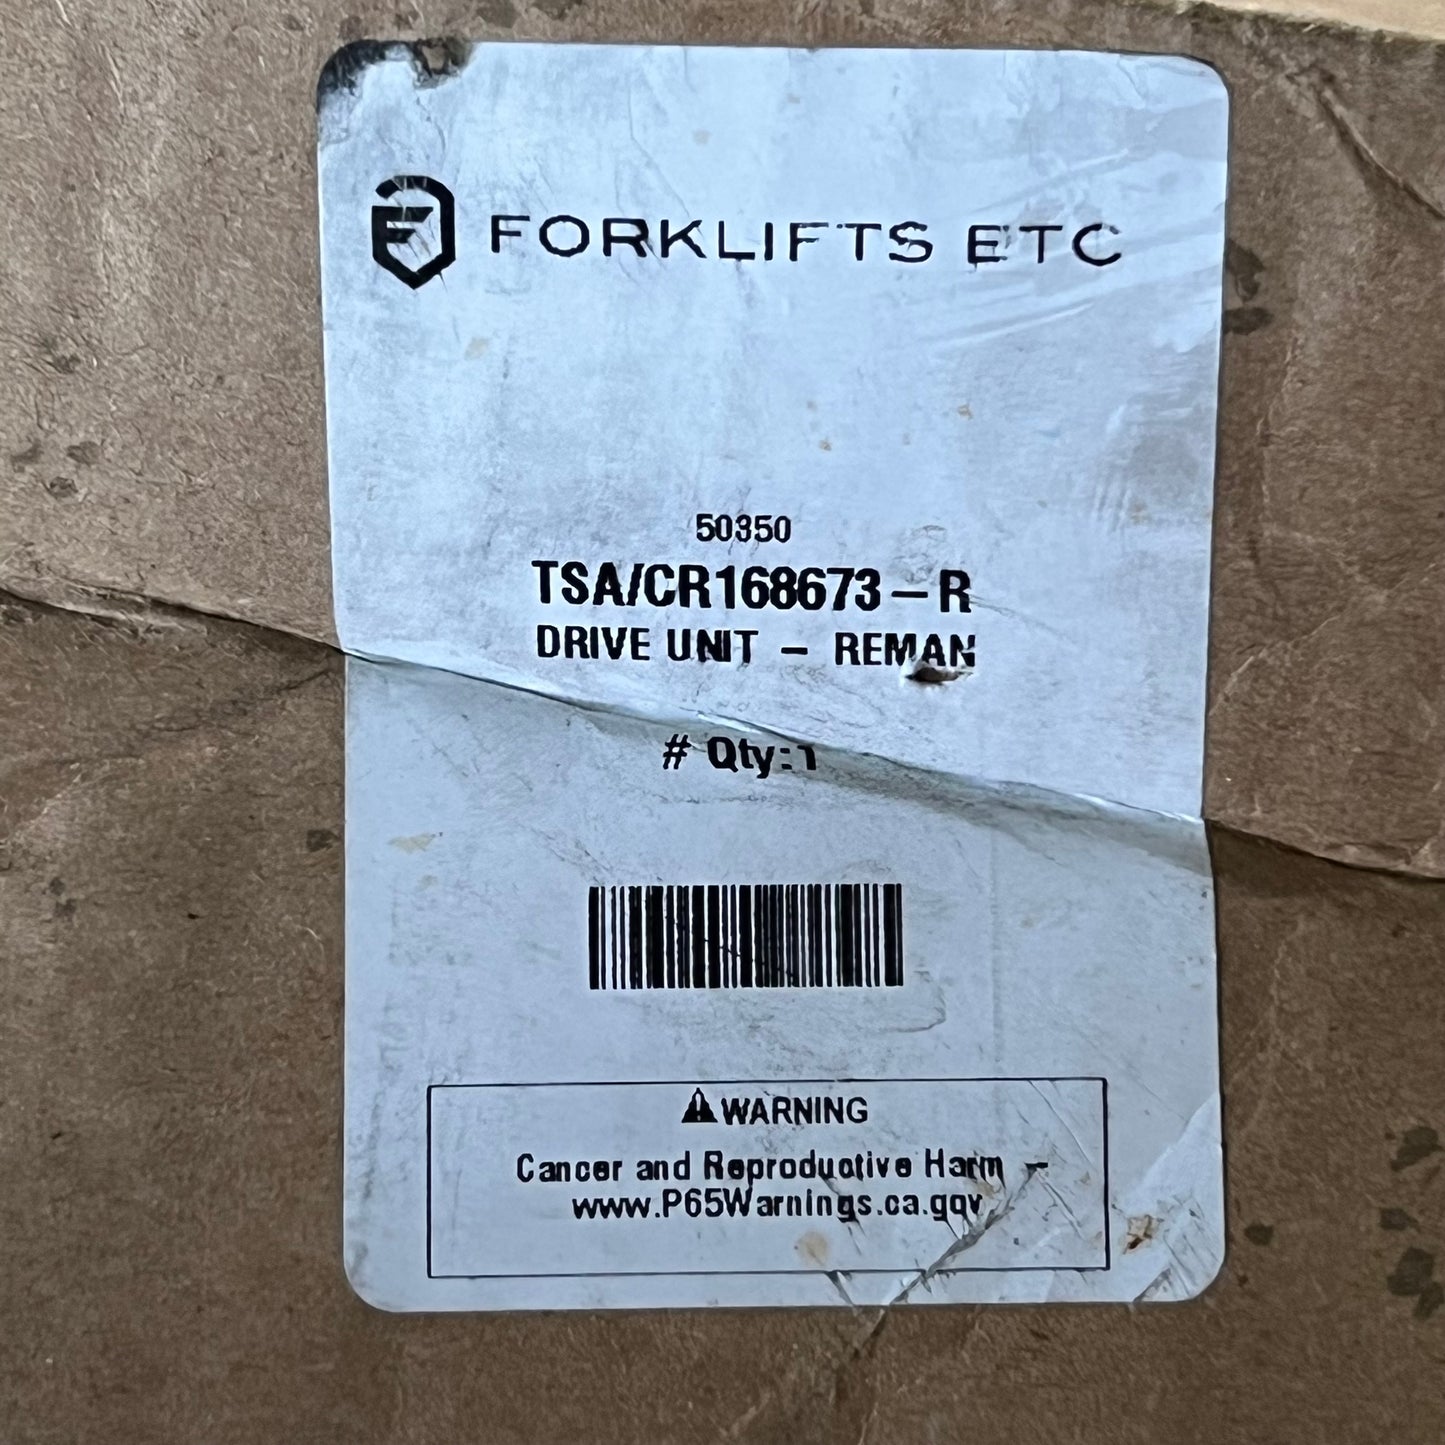 FORKLIFTS ETC
50350
TSA/CR168673-R
DRIVE UNIT - REMAN
# Qty:1
WARNING
Cancer and Reproductive Harm -
www.P65Warnings.ca.gov